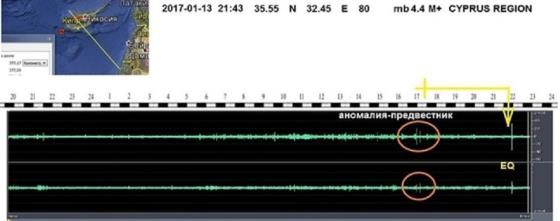 2017-01-13 21:43 35.55 N 32.45 E 80 mb 4.4 M+ CYPRUS REGION
20 21 22 23 24 1 2 3 4 5 6 7 8 9 10 11 12 13 14 15 16 17 18 19 20 21 22 23 24
аномалия-предвестник
EQ